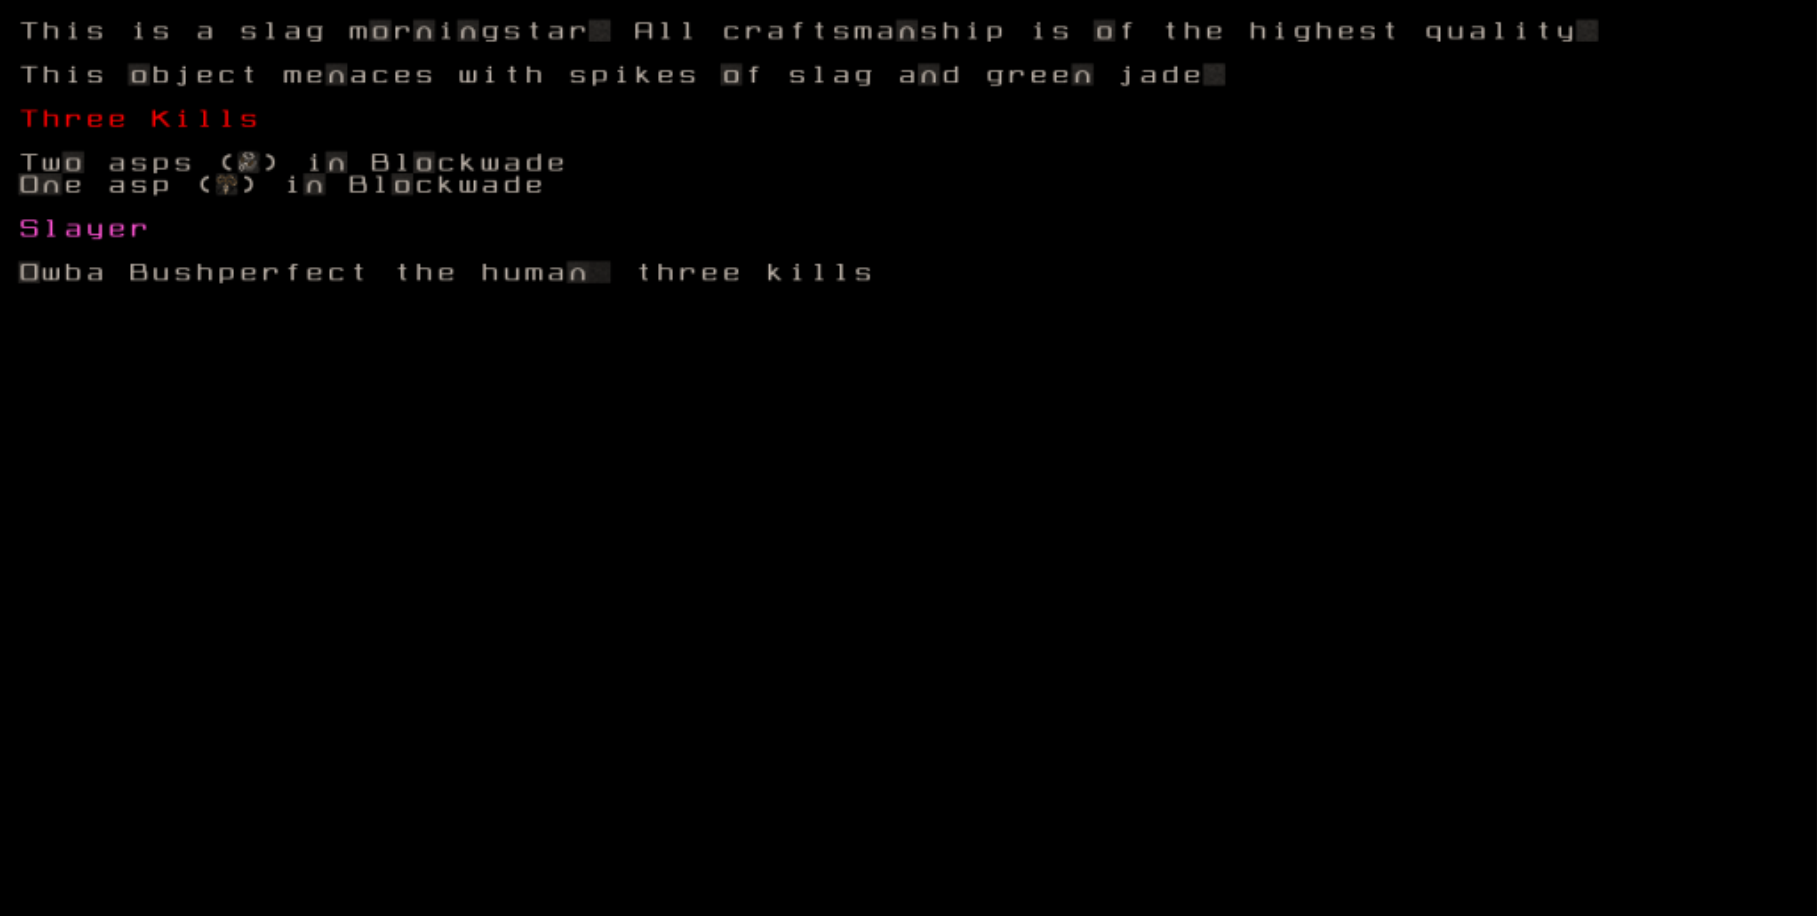 This is a slag morningstar All craftsmanship is of the highest quality
This object menaces with spikes of slag and green jade
Three Kills
Two asps () in Blockwade
One asp () in Blockwade
Slayer
Owba Bushperfect the human three kills